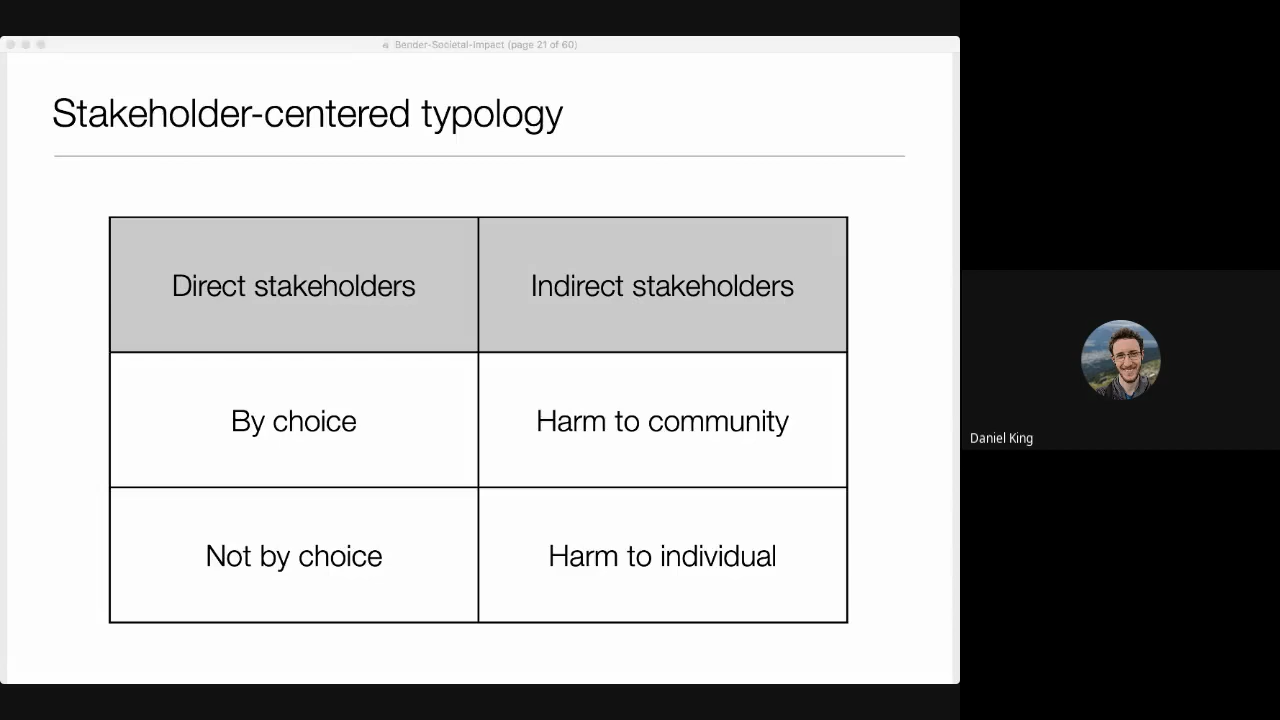 Bender-Societal-Impact (page 21 of 60)
Stakeholder-centered typology
Direct stakeholders
Indirect stakeholders
By choice
Harm to community
Not by choice
Harm to individual
Daniel King